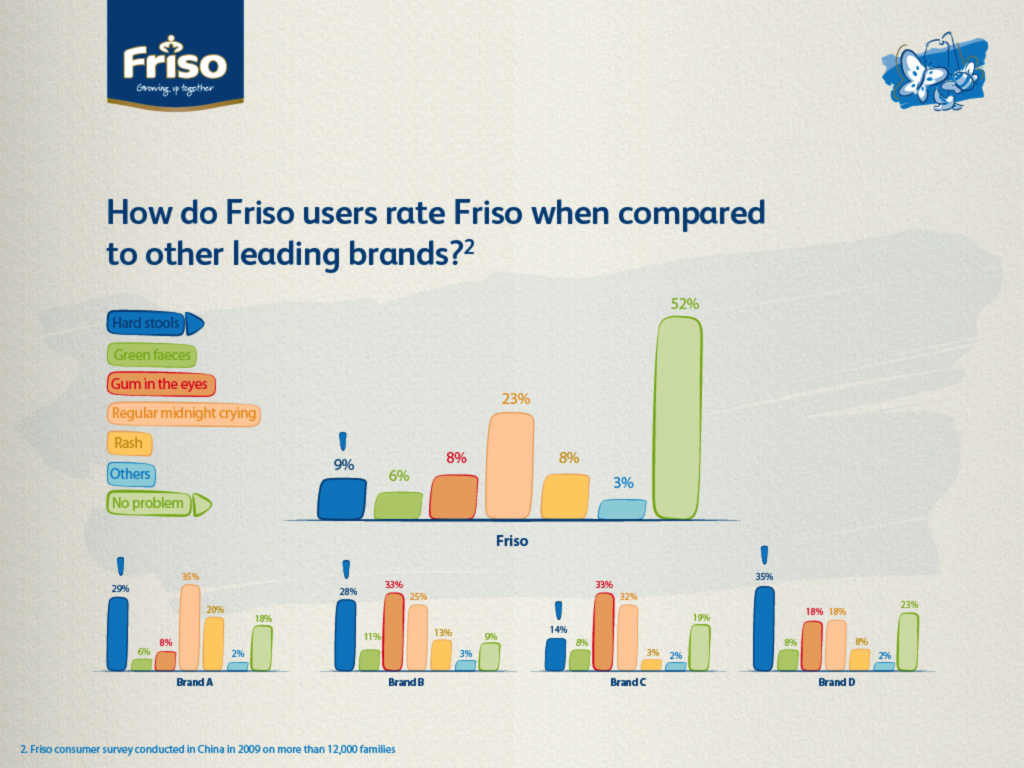 Friso
Growing up together
How do Friso users rate Friso when compared
to other leading brands?2
Hard stools
Green faeces
Gum in the eyes
Regular midnight crying
Rash
Others
No problem
9%
6%
8%
23%
8%
3%
52%
Friso
29%
6%
8%
35%
20%
2%
18%
Brand A
28%
11%
33%
25%
13%
3%
9%
Brand B
14%
8%
33%
32%
3%
2%
19%
Brand C
35%
8%
18%
18%
8%
2%
23%
Brand D
2. Friso consumer survey conducted in China in 2009 on more than 12,000 families